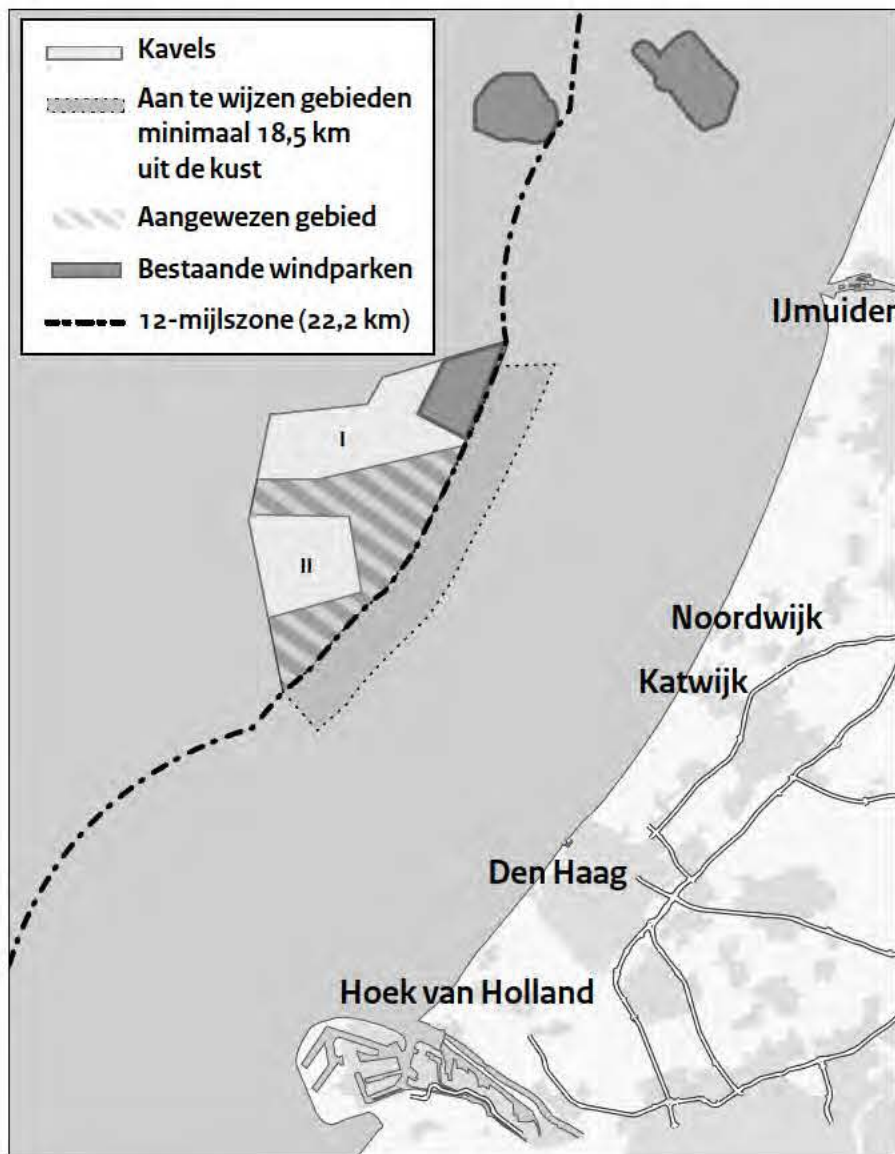 Kavels
Aan te wijzen gebieden
minimaal 18,5 km
uit de kust
Aangewezen gebied
Bestaande windparken
12-mijlszone (22,2 km)
IJmuiden
I
II
Noordwijk
Katwijk
Den Haag
Hoek van Holland